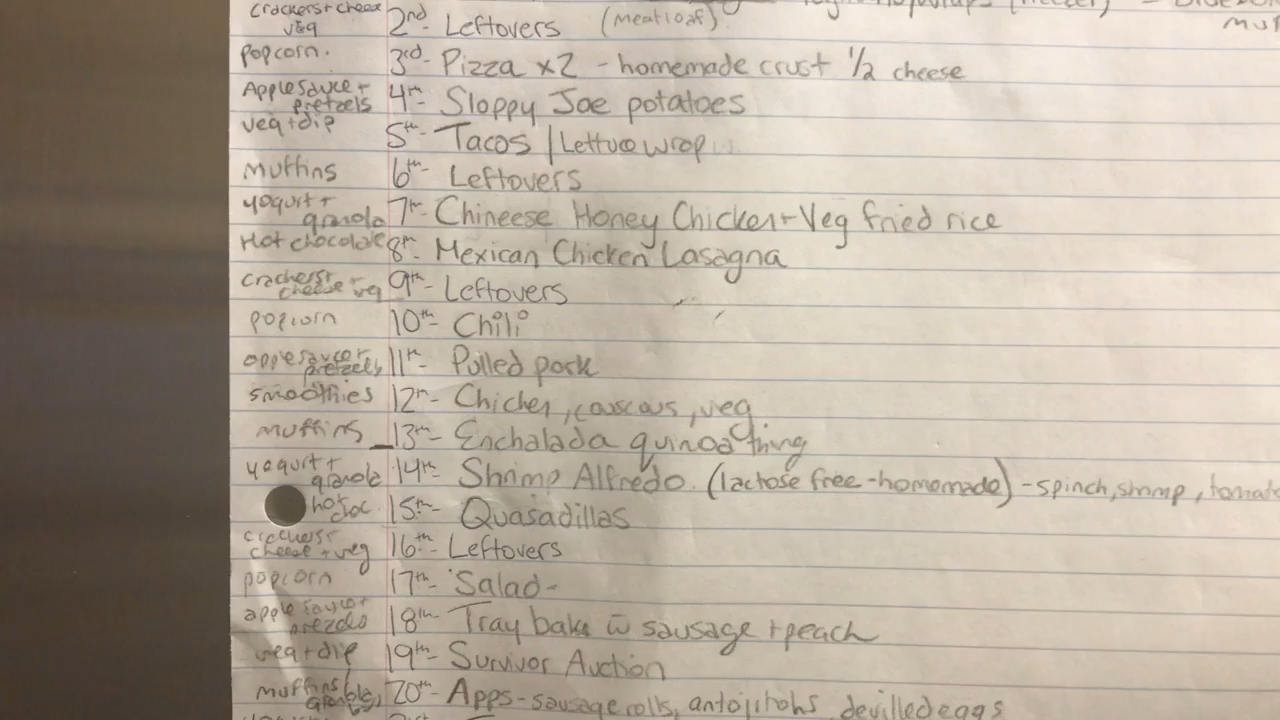 crackers + cheese
veg 2nd- Leftovers (meatloaf)
popcorn. 3rd- Pizza x2 - homemade crust 1/2 cheese
Applesauce +
pretzels 4th- Sloppy Joe potatoes
veg + dip 5th- Tacos / Lettuce wrap
muffins 6th- Leftovers
yogurt +
granola 7th- Chineese Honey Chicken + Veg fried rice
Hot chocolate 8th- Mexican Chicken Lasagna
crackers +
cheese + veg 9th- Leftovers
popcorn 10th- Chili
applesauce +
pretzels 11th- Pulled pork
smoothies 12th- Chicken, couscous, veg
muffins 13th- Enchalada quinoa thing
yogurt +
granola 14th- Shrimp Alfredo. (lactose free - homemade) - spinch, shrimp, tomato
hot 15th- Quasadillas
crackers +
cheese + veg 16th- Leftovers
popcorn 17th- Salad-
apple sauce +
pretzels 18th- Tray bake w sausage + peach
veg + dip 19th- Survivor Auction
muffins 20th- Apps - sausage rolls, devilled eggs